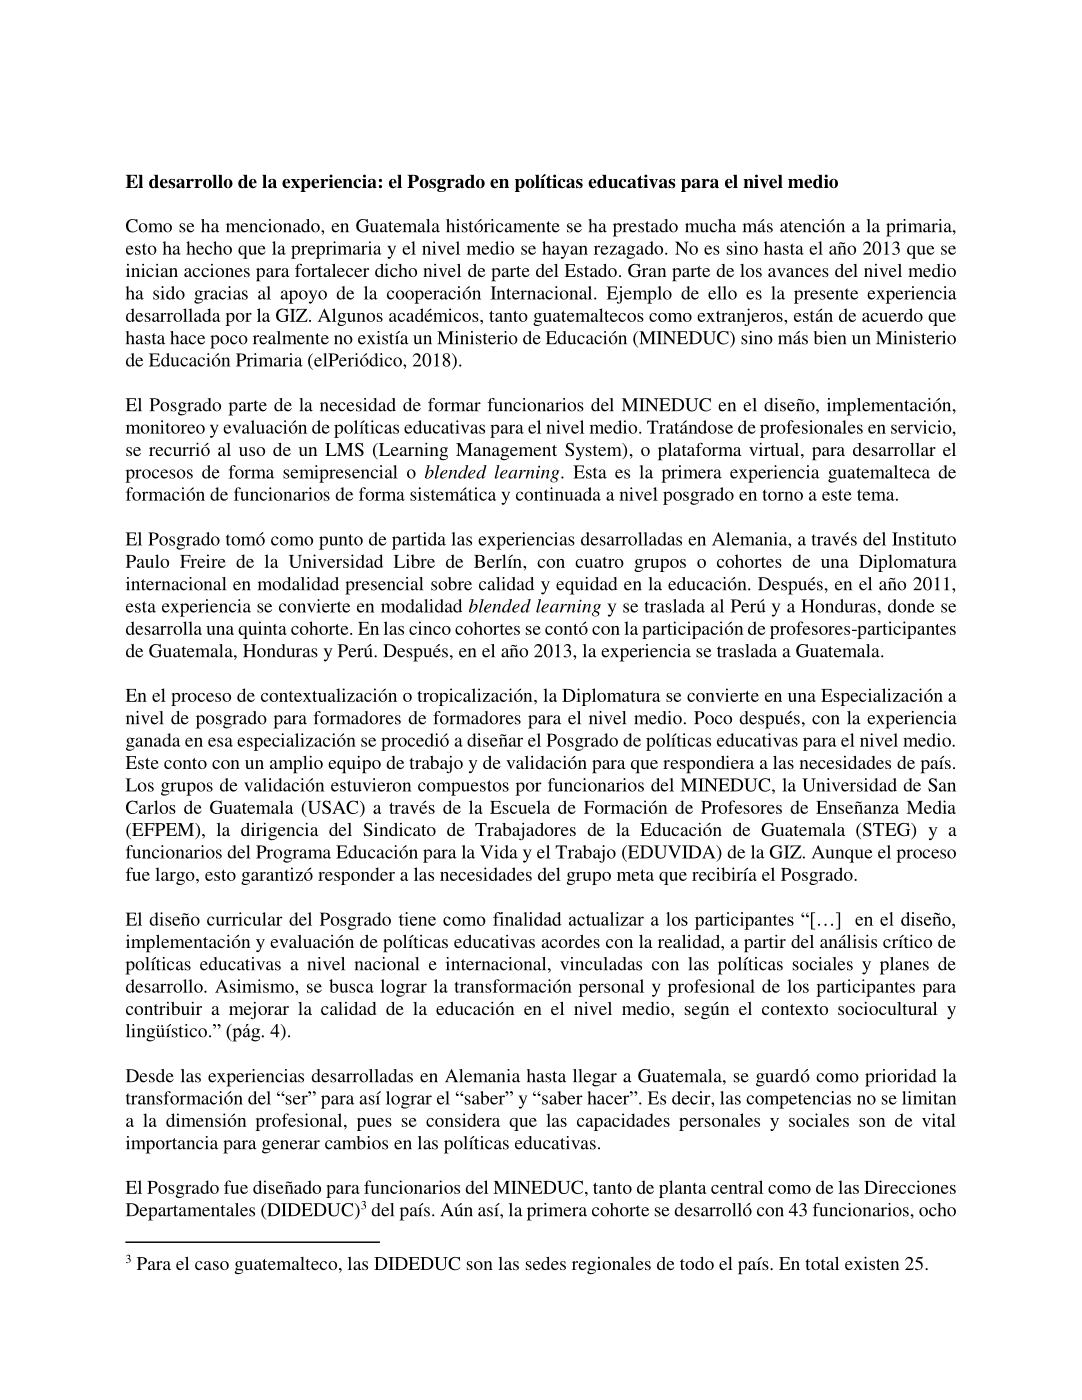 El desarrollo de la experiencia: el Posgrado en políticas educativas para el nivel medio
Como se ha mencionado, en Guatemala históricamente se ha prestado mucha más atención a la primaria,
esto ha hecho que la preprimaria y el nivel medio se hayan rezagado. No es sino hasta el año 2013 que se
inician acciones para fortalecer dicho nivel de parte del Estado. Gran parte de los avances del nivel medio
ha sido gracias al apoyo de la cooperación Internacional. Ejemplo de ello es la presente experiencia
desarrollada por la GIZ. Algunos académicos, tanto guatemaltecos como extranjeros, están de acuerdo que
hasta hace poco realmente no existía un Ministerio de Educación (MINEDUC) sino más bien un Ministerio
de Educación Primaria (elPeriódico, 2018).
El Posgrado parte de la necesidad de formar funcionarios del MINEDUC en el diseño, implementación,
monitoreo y evaluación de políticas educativas para el nivel medio. Tratándose de profesionales en servicio,
se recurrió al uso de un LMS (Learning Management System), o plataforma virtual, para desarrollar el
procesos de forma semipresencial o blended learning. Esta es la primera experiencia guatemalteca de
formación de funcionarios de forma sistemática y continuada a nivel posgrado en torno a este tema.
El Posgrado tomó como punto de partida las experiencias desarrolladas en Alemania, a través del Instituto
Paulo Freire de la Universidad Libre de Berlín, con cuatro grupos o cohortes de una Diplomatura
internacional en modalidad presencial sobre calidad y equidad en la educación. Después, en el año 2011,
esta experiencia se convierte en modalidad blended learning y se traslada al Perú y a Honduras, donde se
desarrolla una quinta cohorte. En las cinco cohortes se contó con la participación de profesores-participantes
de Guatemala, Honduras y Perú. Después, en el año 2013, la experiencia se traslada a Guatemala.
En el proceso de contextualización o tropicalización, la Diplomatura se convierte en una Especialización a
nivel de posgrado para formadores de formadores para el nivel medio. Poco después, con la experiencia
ganada en esa especialización se procedió a diseñar el Posgrado de políticas educativas para el nivel medio.
Este conto con un amplio equipo de trabajo y de validación para que respondiera a las necesidades de país.
Los grupos de validación estuvieron compuestos por funcionarios del MINEDUC, la Universidad de San
Carlos de Guatemala (USAC) a través de la Escuela de Formación de Profesores de Enseñanza Media
(EFPEM), la dirigencia del Sindicato de Trabajadores de la Educación de Guatemala (STEG) y a
funcionarios del Programa Educación para la Vida y el Trabajo (EDUVIDA) de la GIZ. Aunque el proceso
fue largo, esto garantizó responder a las necesidades del grupo meta que recibiría el Posgrado.
El diseño curricular del Posgrado tiene como finalidad actualizar a los participantes “[…] en el diseño,
implementación y evaluación de políticas educativas acordes con la realidad, a partir del análisis crítico de
políticas educativas a nivel nacional e internacional, vinculadas con las políticas sociales y planes de
desarrollo. Asimismo, se busca lograr la transformación personal y profesional de los participantes para
contribuir a mejorar la calidad de la educación en el nivel medio, según el contexto sociocultural y
lingüístico.” (pág. 4).
Desde las experiencias desarrolladas en Alemania hasta llegar a Guatemala, se guardó como prioridad la
transformación del “ser” para así lograr el “saber” y “saber hacer”. Es decir, las competencias no se limitan
a la dimensión profesional, pues se considera que las capacidades personales y sociales son de vital
importancia para generar cambios en las políticas educativas.
El Posgrado fue diseñado para funcionarios del MINEDUC, tanto de planta central como de las Direcciones
Departamentales (DIDEDUC)³ del país. Aún así, la primera cohorte se desarrolló con 43 funcionarios, ocho
³ Para el caso guatemalteco, las DIDEDUC son las sedes regionales de todo el país. En total existen 25.